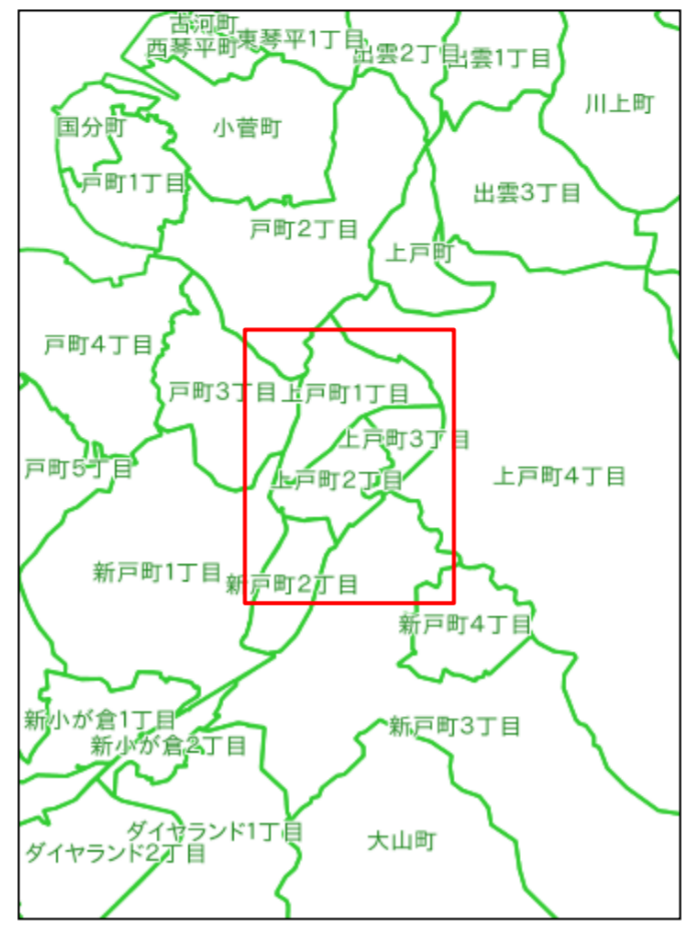 古河町
西琴平町
東琴平1丁目
出雲2丁目
出雲1丁目
川上町
国分町
小菅町
戸町1丁目
出雲3丁目
戸町2丁目
上戸町
戸町4丁目
戸町3丁目
上戸町1丁目
上戸町3丁目
戸町5丁目
上戸町2丁目
上戸町4丁目
新戸町1丁目
新戸町2丁目
新戸町4丁目
新小が倉1丁目
新戸町3丁目
新小が倉2丁目
ダイヤランド1丁目
大山町
ダイヤランド2丁目